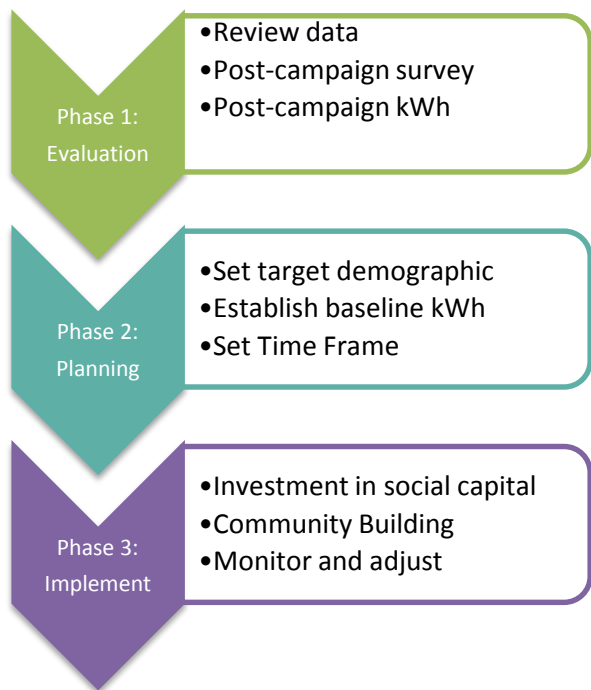 Phase 1:
Evaluation
•Review data
•Post-campaign survey
•Post-campaign kWh
Phase 2:
Planning
•Set target demographic
•Establish baseline kWh
•Set Time Frame
Phase 3:
Implement
•Investment in social capital
•Community Building
•Monitor and adjust